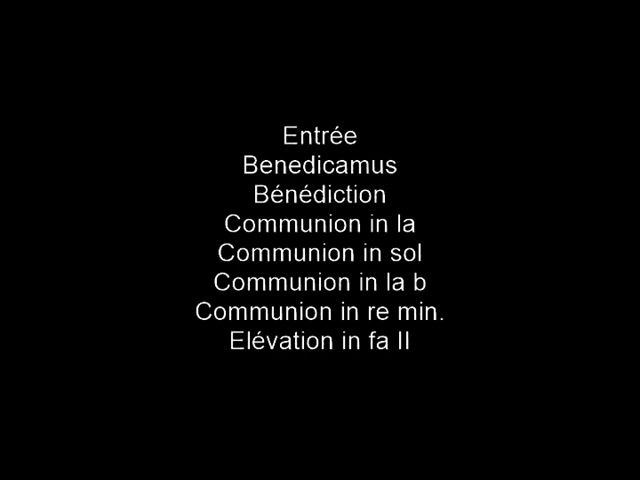 Entrée
Benedicamus
Bénédiction
Communion in la
Communion in sol
Communion in la b
Communion in re min.
Elévation in fa II